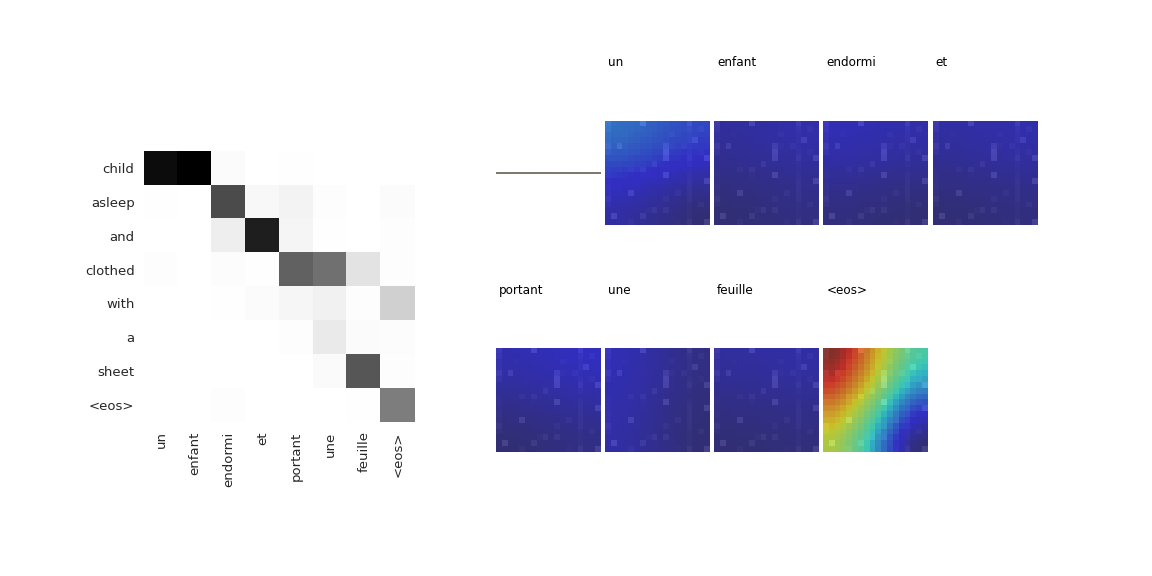 child
asleep
and
clothed
with
a
sheet
<eos>
un enfant endormi et portant une feuille <eos>
un enfant endormi et
portant une feuille <eos>